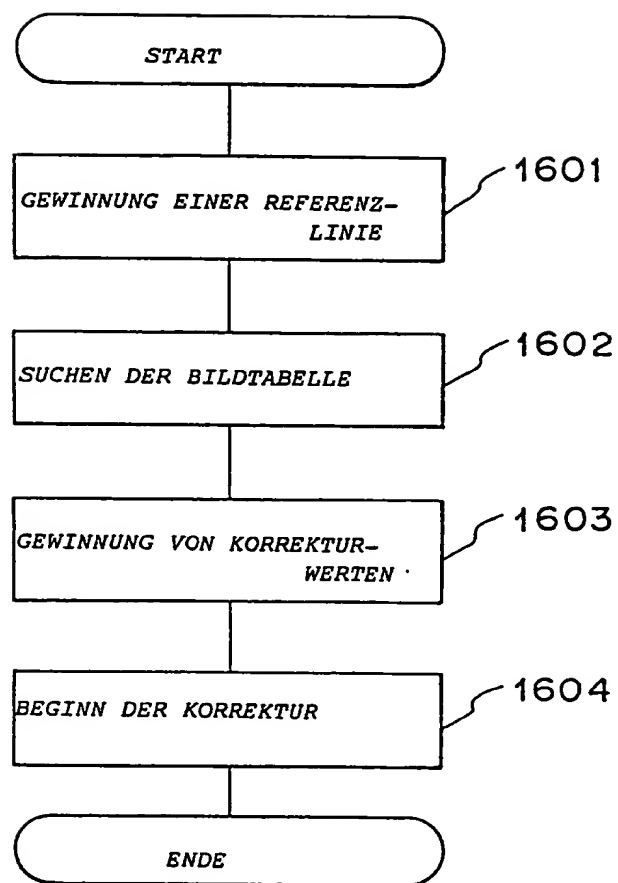 START
GEWINNUNG EINER REFERENZ-
LINIE
1601
SUCHEN DER BILDTABELLE
1602
GEWINNUNG VON KORREKTUR-
WERTEN
1603
BEGINN DER KORREKTUR
1604
ENDE